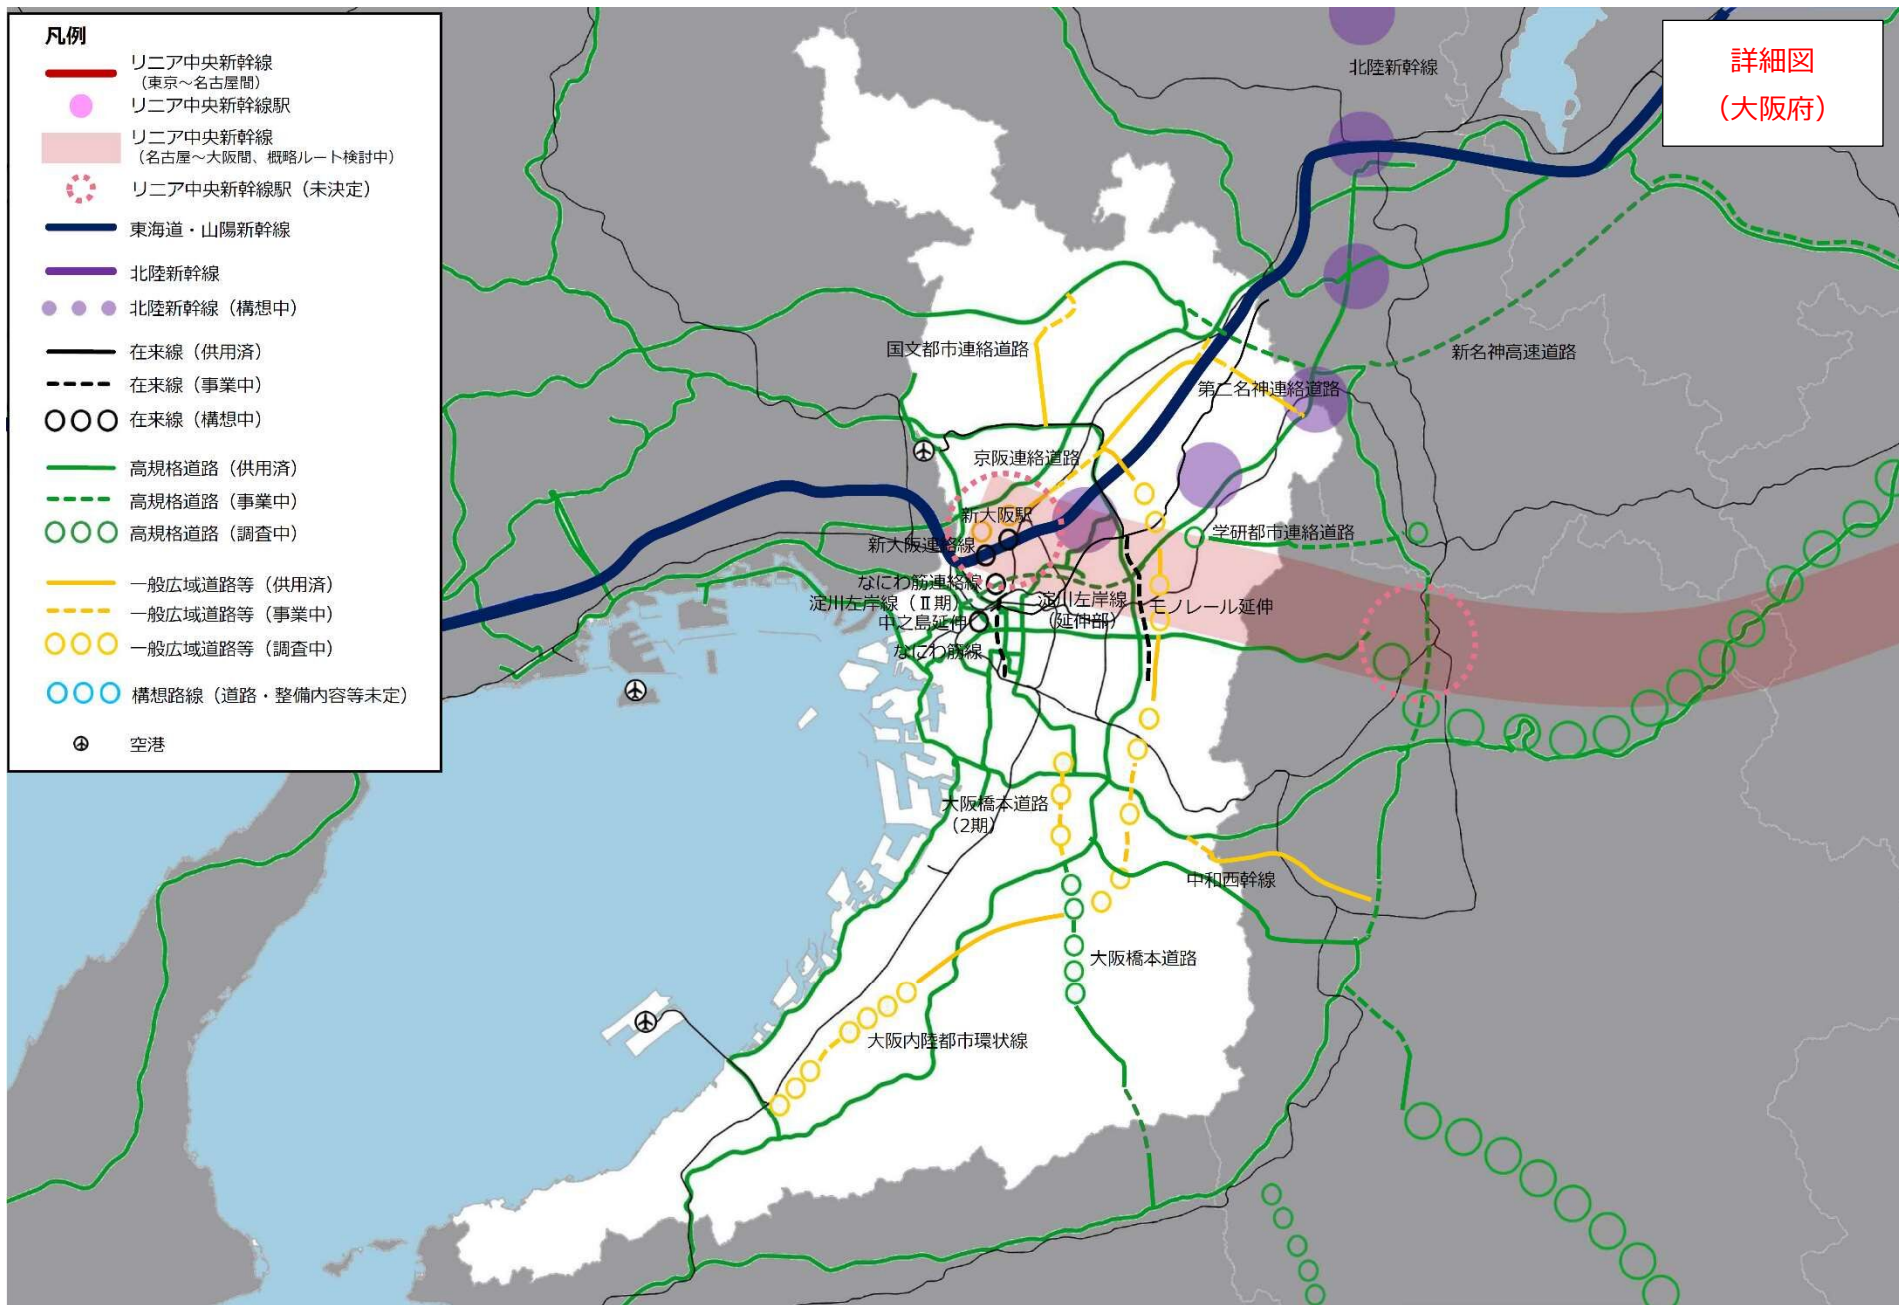 凡例
リニア中央新幹線
（東京～名古屋間）
リニア中央新幹線駅
リニア中央新幹線
（名古屋～大阪間、概略ルート検討中）
リニア中央新幹線駅（未決定）
東海道・山陽新幹線
北陸新幹線
北陸新幹線（構想中）
在来線（供用済）
在来線（事業中）
在来線（構想中）
高規格道路（供用済）
高規格道路（事業中）
高規格道路（調査中）
一般広域道路等（供用済）
一般広域道路等（事業中）
一般広域道路等（調査中）
構想路線（道路・整備内容等未定）
空港
詳細図
（大阪府）
北陸新幹線
国文都市連絡道路
新名神高速道路
第二名神連絡道路
京阪連絡道路
新大阪駅
学研都市連絡道路
新大阪連絡線
なにわ筋連絡線
淀川左岸線（Ⅱ期）
淀川左岸線
（延伸部）
モノレール延伸
中之島延伸
なにわ筋線
大阪橋本道路
（2期）
中和西幹線
大阪橋本道路
大阪内陸都市環状線